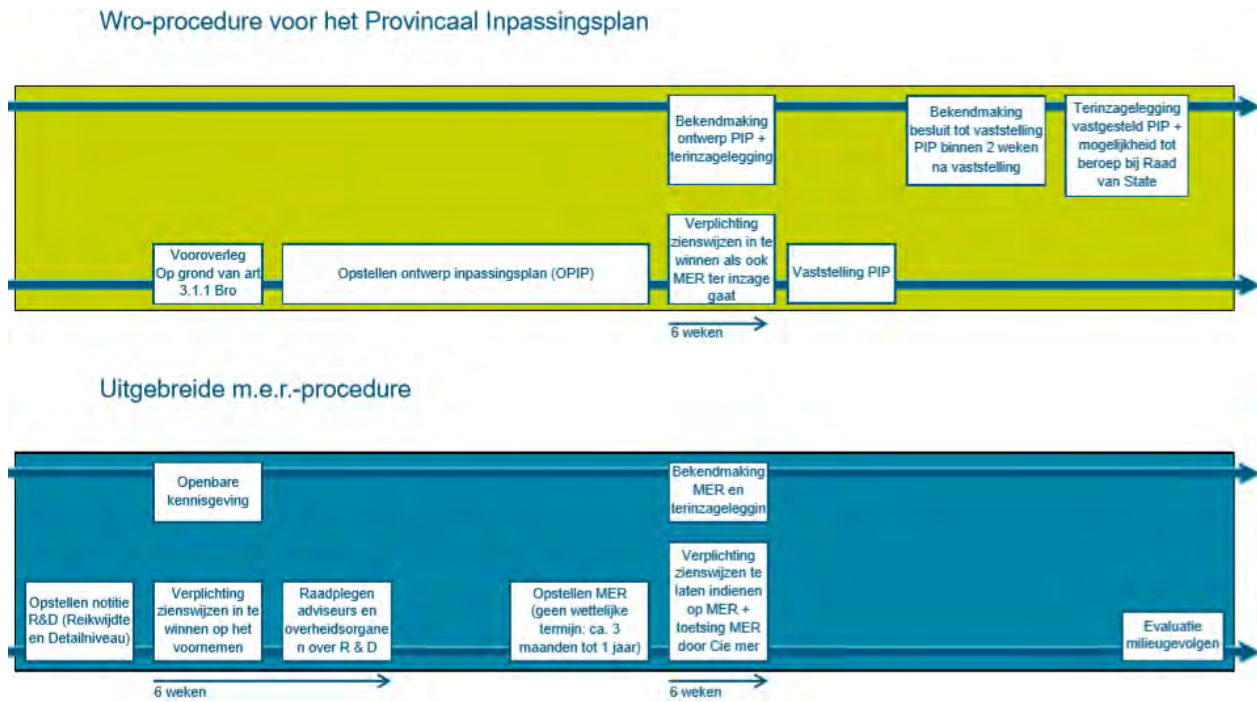 Wro-procedure voor het Provincaal Inpassingsplan
Bekendmaking
ontwerp PIP +
terinzagelegging
Bekendmaking
besluit tot vaststelling
PIP binnen 2 weken
na vaststelling
Terinzagelegging
vastgesteld PIP +
mogelijkheid tot
beroep bij Raad
van State
Vooroverleg
Op grond van art
3.1.1 Bro
Opstellen ontwerp inpassingsplan (OPIP)
Verplichting
zienswijzen in te
winnen als ook
MER ter inzage
gaat
Vaststelling PIP
6 weken
Uitgebreide m.e.r.-procedure
Openbare
kennisgeving
Bekendmaking
MER en
terinzageleggin
Opstellen notitie
R&D (Reikwijdte
en Detailniveau)
Verplichting
zienswijzen in te
winnen op het
voornemen
Raadplegen
adviseurs en
overheidsorgane
n over R & D
Opstellen MER
(geen wettelijke
termijn: ca. 3
maanden tot 1 jaar)
Verplichting
zienswijzen te
laten indienen
op MER +
toetsing MER
door Cie mer
Evaluatie
milieugevolgen
6 weken
6 weken